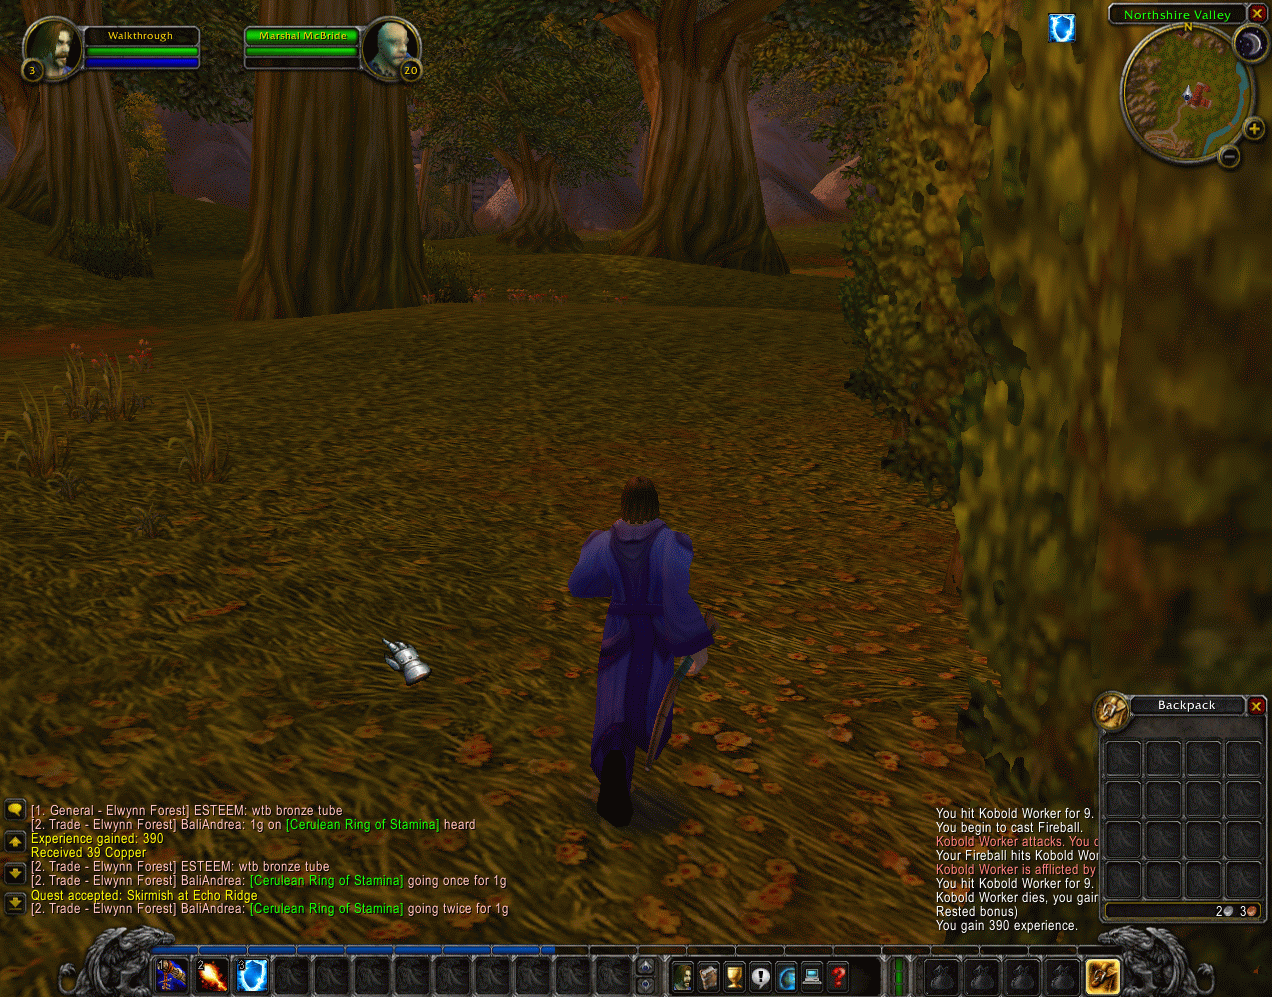 Walkthrough
3
Marshal McBride
20
Northshire Valley
N
Backpack
2 3
[1. General - Elwynn Forest] ESTEEM: wtb bronze tube
[2. Trade - Elwynn Forest] BaliAndrea: 1g on [Cerulean Ring of Stamina] heard
Experience gained: 390
Received 39 Copper
[2. Trade - Elwynn Forest] ESTEEM: wtb bronze tube
[2. Trade - Elwynn Forest] BaliAndrea: [Cerulean Ring of Stamina] going once for 1g
Quest accepted: Skirmish at Echo Ridge
[2. Trade - Elwynn Forest] BaliAndrea: [Cerulean Ring of Stamina] going twice for 1g
You hit Kobold Worker for 9.
You begin to cast Fireball.
Kobold Worker attacks. You
Your Fireball hits Kobold
Kobold Worker is afflicted by
You hit Kobold Worker for 9.
Kobold Worker dies, you gain
Rested bonus)
You gain 390 experience.
1 2 3